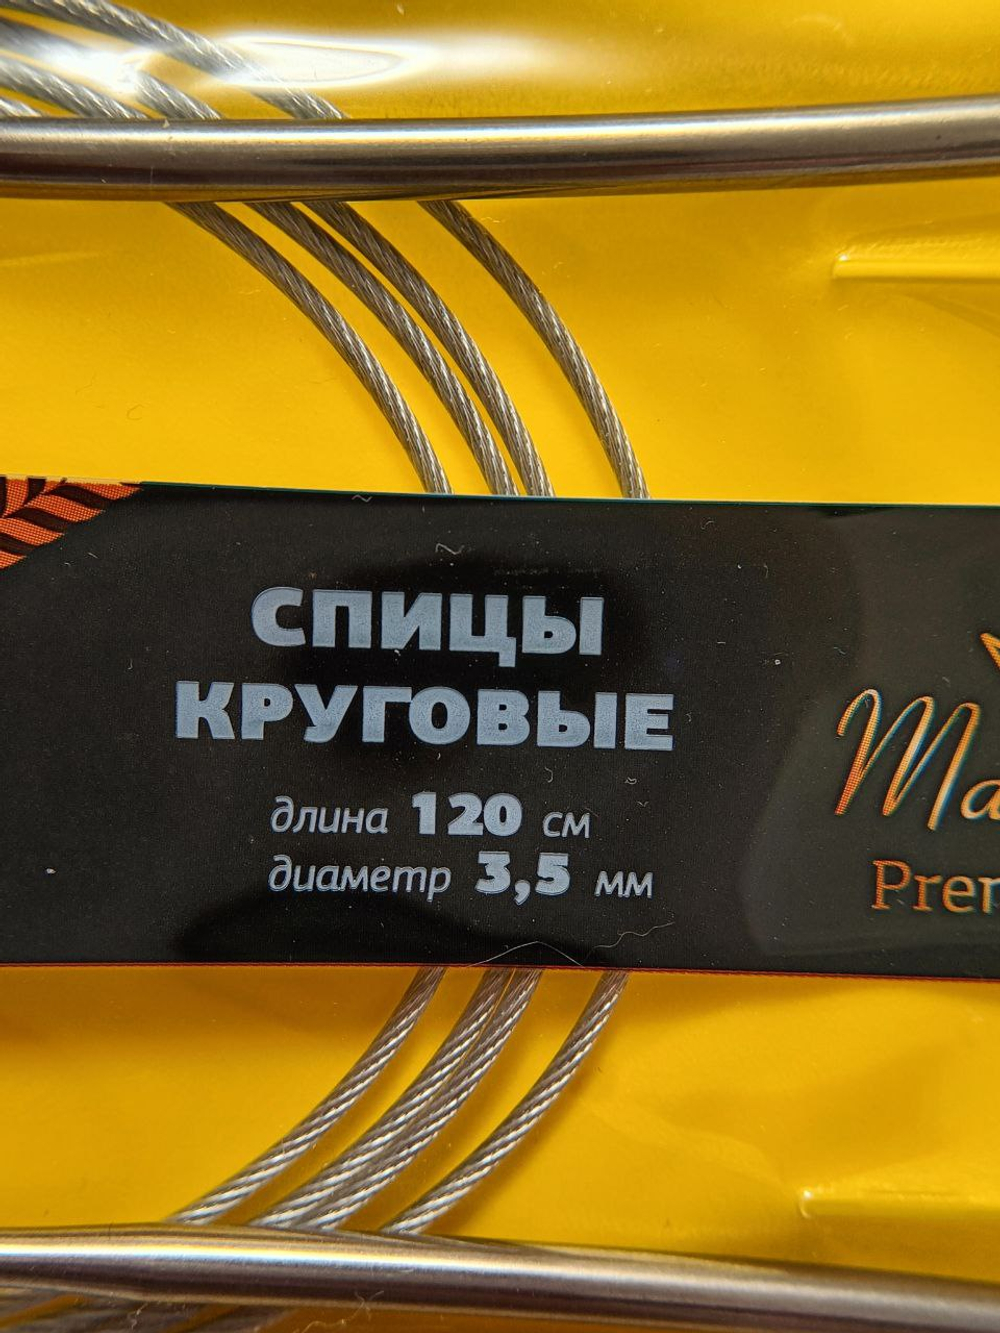 СПИЦЫ
КРУГОВЫЕ
длина 120 см
диаметр 3,5 мм